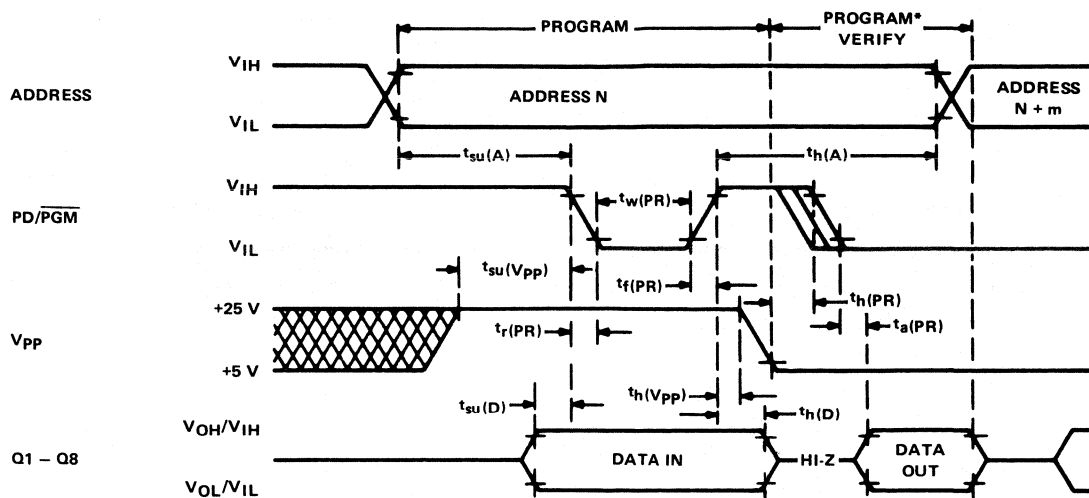 PROGRAM
PROGRAM*
VERIFY
ADDRESS
VIH
VIL
ADDRESS N
ADDRESS
N + m
tsu(A)
th(A)
PD/P̅G̅M̅
VIH
VIL
tw(PR)
tsu(VPP)
tf(PR)
th(PR)
VPP
+25 V
+5 V
tr(PR)
ta(PR)
tsu(D)
th(VPP)
th(D)
Q1 – Q8
VOH/VIH
VOL/VIL
DATA IN
HI-Z
DATA
OUT